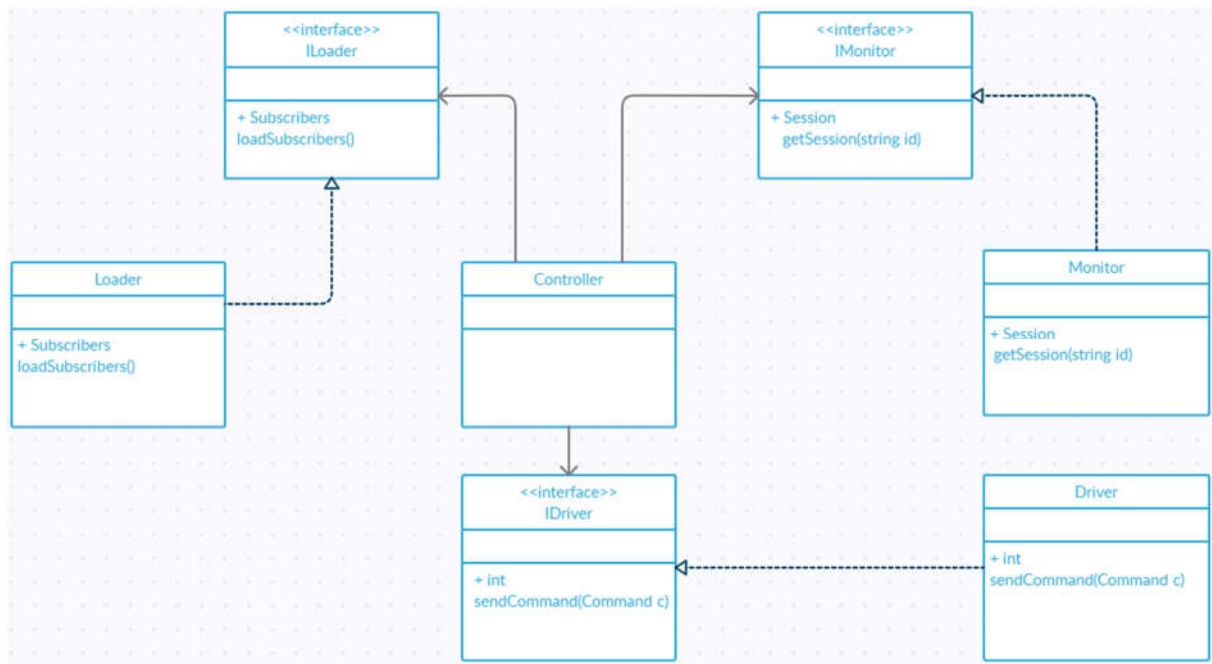 <<interface>>
ILoader
+ Subscribers
loadSubscribers()
<<interface>>
IMonitor
+ Session
getSession(string id)
Loader
+ Subscribers
loadSubscribers()
Controller
Monitor
+ Session
getSession(string id)
<<interface>>
IDriver
+ int
sendCommand(Command c)
Driver
+ int
sendCommand(Command c)